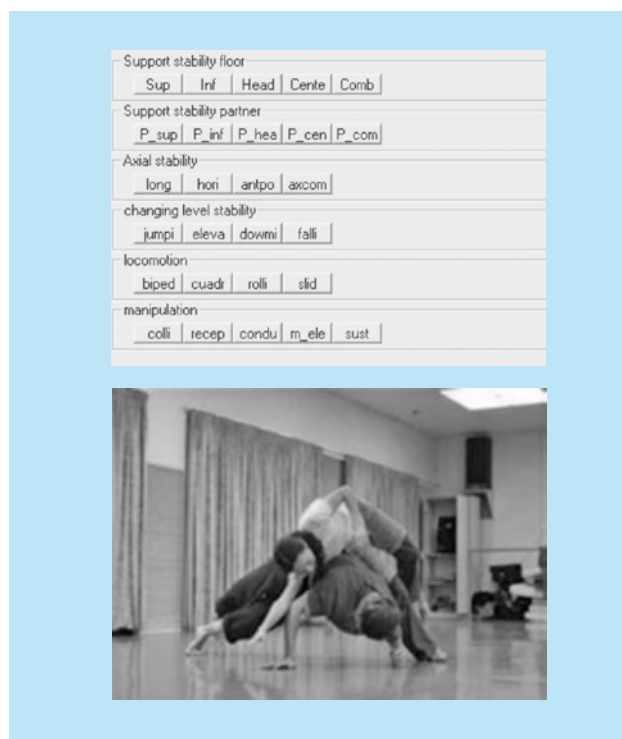 Support stability floor
Sup Inf Head Cente Comb
Support stability partner
P_sup P_inf P_hea P_cen P_com
Axial stability
long hori antpo axcom
changing level stability
jumpi eleva dowmi falli
locomotion
biped cuadr rolli slid
manipulation
colli recep condu m_ele sust